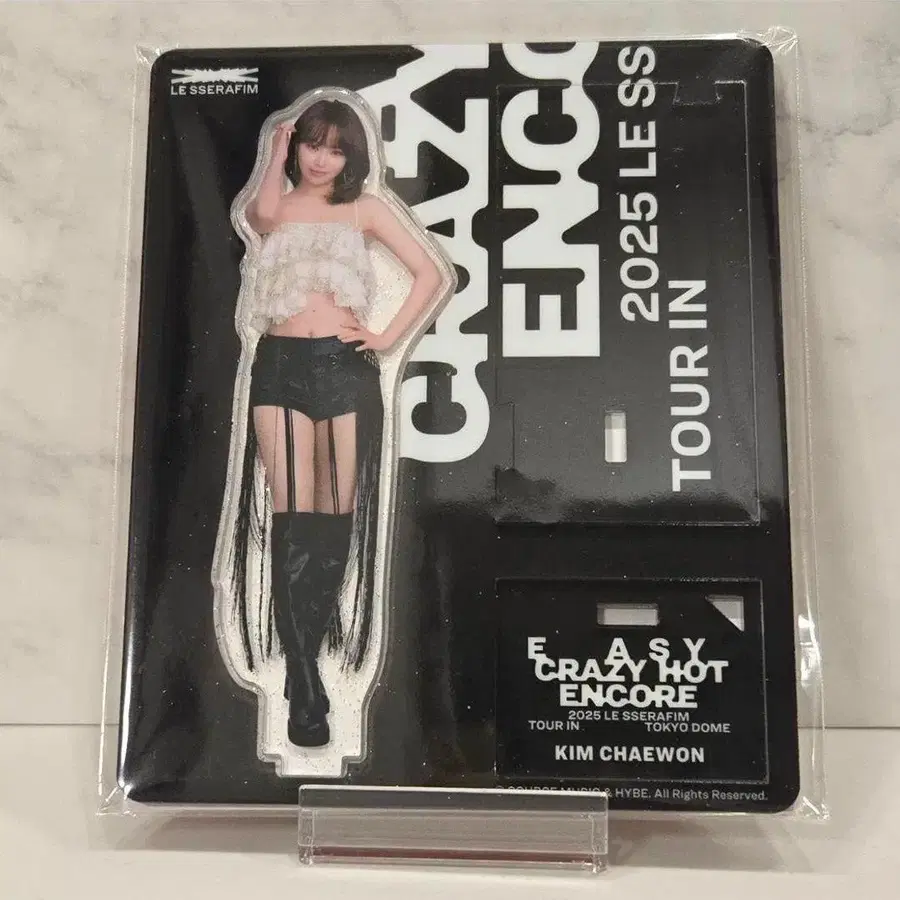 LE SSERAFIM
CRAZY
ENCO
2025 LE SS
TOUR IN
E A S Y
CRAZY HOT
ENCORE
2025 LE SSERAFIM
TOUR IN TOKYO DOME
KIM CHAEWON
© SOURCE MUSIC & HYBE. All Rights Reserved.